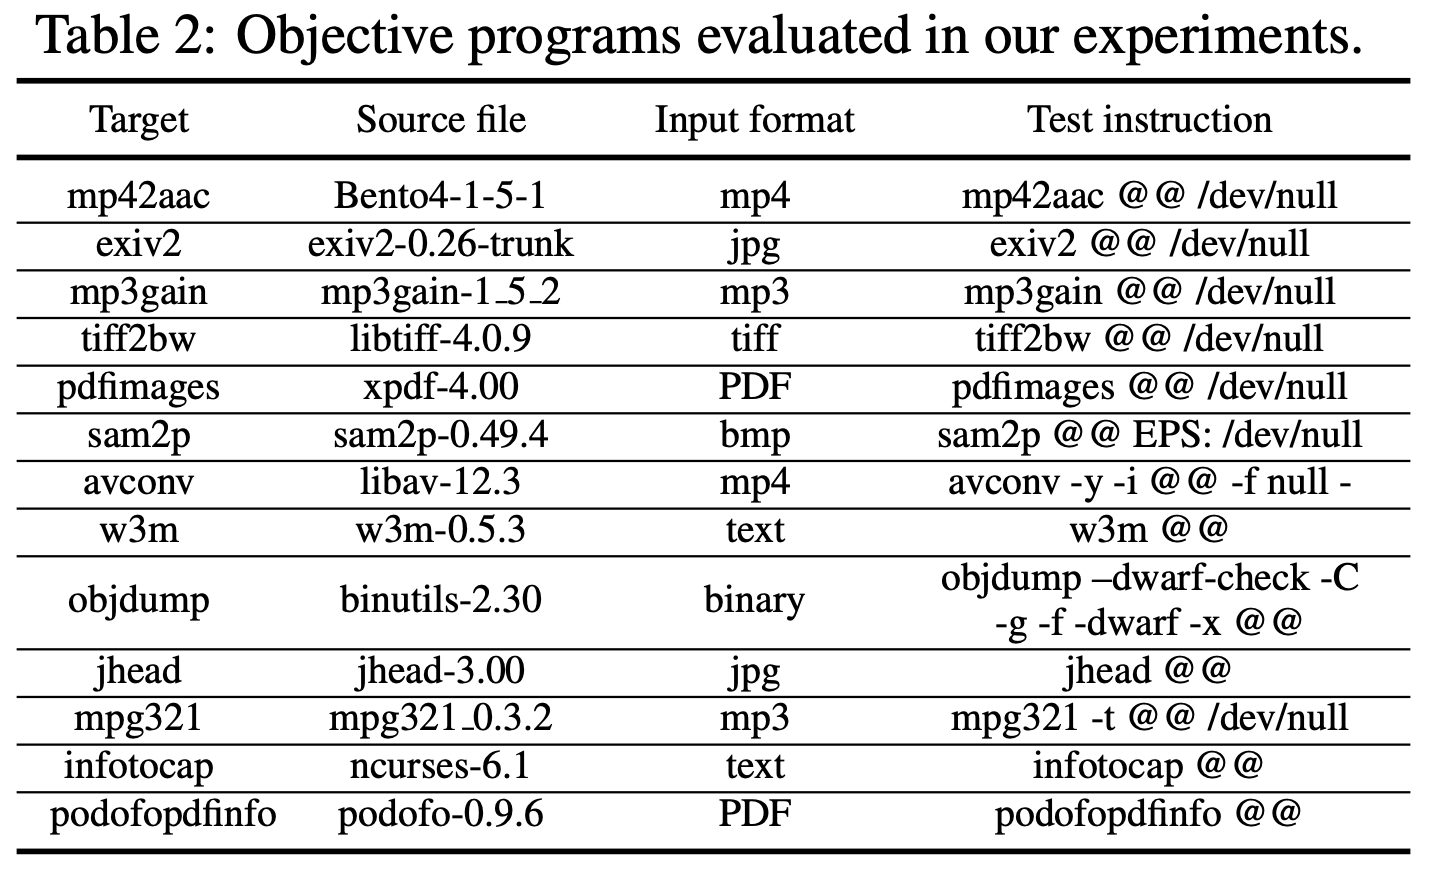 Table 2: Objective programs evaluated in our experiments.
Target Source file Input format Test instruction
mp42aac Bento4-1-5-1 mp4 mp42aac @@ /dev/null
exiv2 exiv2-0.26-trunk jpg exiv2 @@ /dev/null
mp3gain mp3gain-1_5_2 mp3 mp3gain @@ /dev/null
tiff2bw libtiff-4.0.9 tiff tiff2bw @@ /dev/null
pdfimages xpdf-4.00 PDF pdfimages @@ /dev/null
sam2p sam2p-0.49.4 bmp sam2p @@ EPS: /dev/null
avconv libav-12.3 mp4 avconv -y -i @@ -f null -
w3m w3m-0.5.3 text w3m @@
objdump binutils-2.30 binary objdump –dwarf-check -C
-g -f -dwarf -x @@
jhead jhead-3.00 jpg jhead @@
mpg321 mpg321_0.3.2 mp3 mpg321 -t @@ /dev/null
infotocap ncurses-6.1 text infotocap @@
podofopdfinfo podofo-0.9.6 PDF podofopdfinfo @@